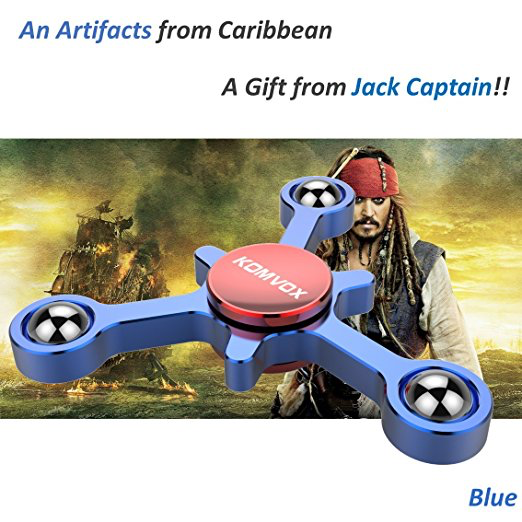 An Artifacts from Caribbean
A Gift from Jack Captain!!
KOMVOX
Blue